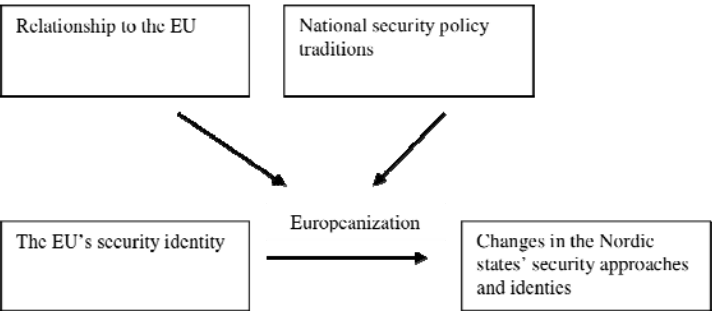 Relationship to the EU
National security policy
traditions
Europeanization
The EU's security identity
Changes in the Nordic
states' security approaches
and identies